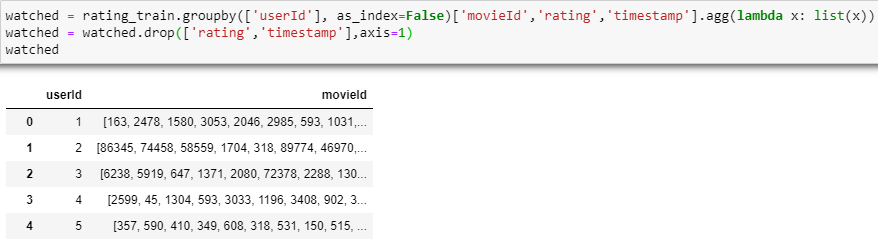 watched = rating_train.groupby(['userId'], as_index=False)['movieId','rating','timestamp'].agg(lambda x: list(x))
watched = watched.drop(['rating','timestamp'],axis=1)
watched
userId movieId
0 1 [163, 2478, 1580, 3053, 2046, 2985, 593, 1031,...
1 2 [86345, 74458, 58559, 1704, 318, 89774, 46970,...
2 3 [6238, 5919, 647, 1371, 2080, 72378, 2288, 130...
3 4 [2599, 45, 1304, 593, 3033, 1196, 3408, 902, 3...
4 5 [357, 590, 410, 349, 608, 318, 531, 150, 515, ...